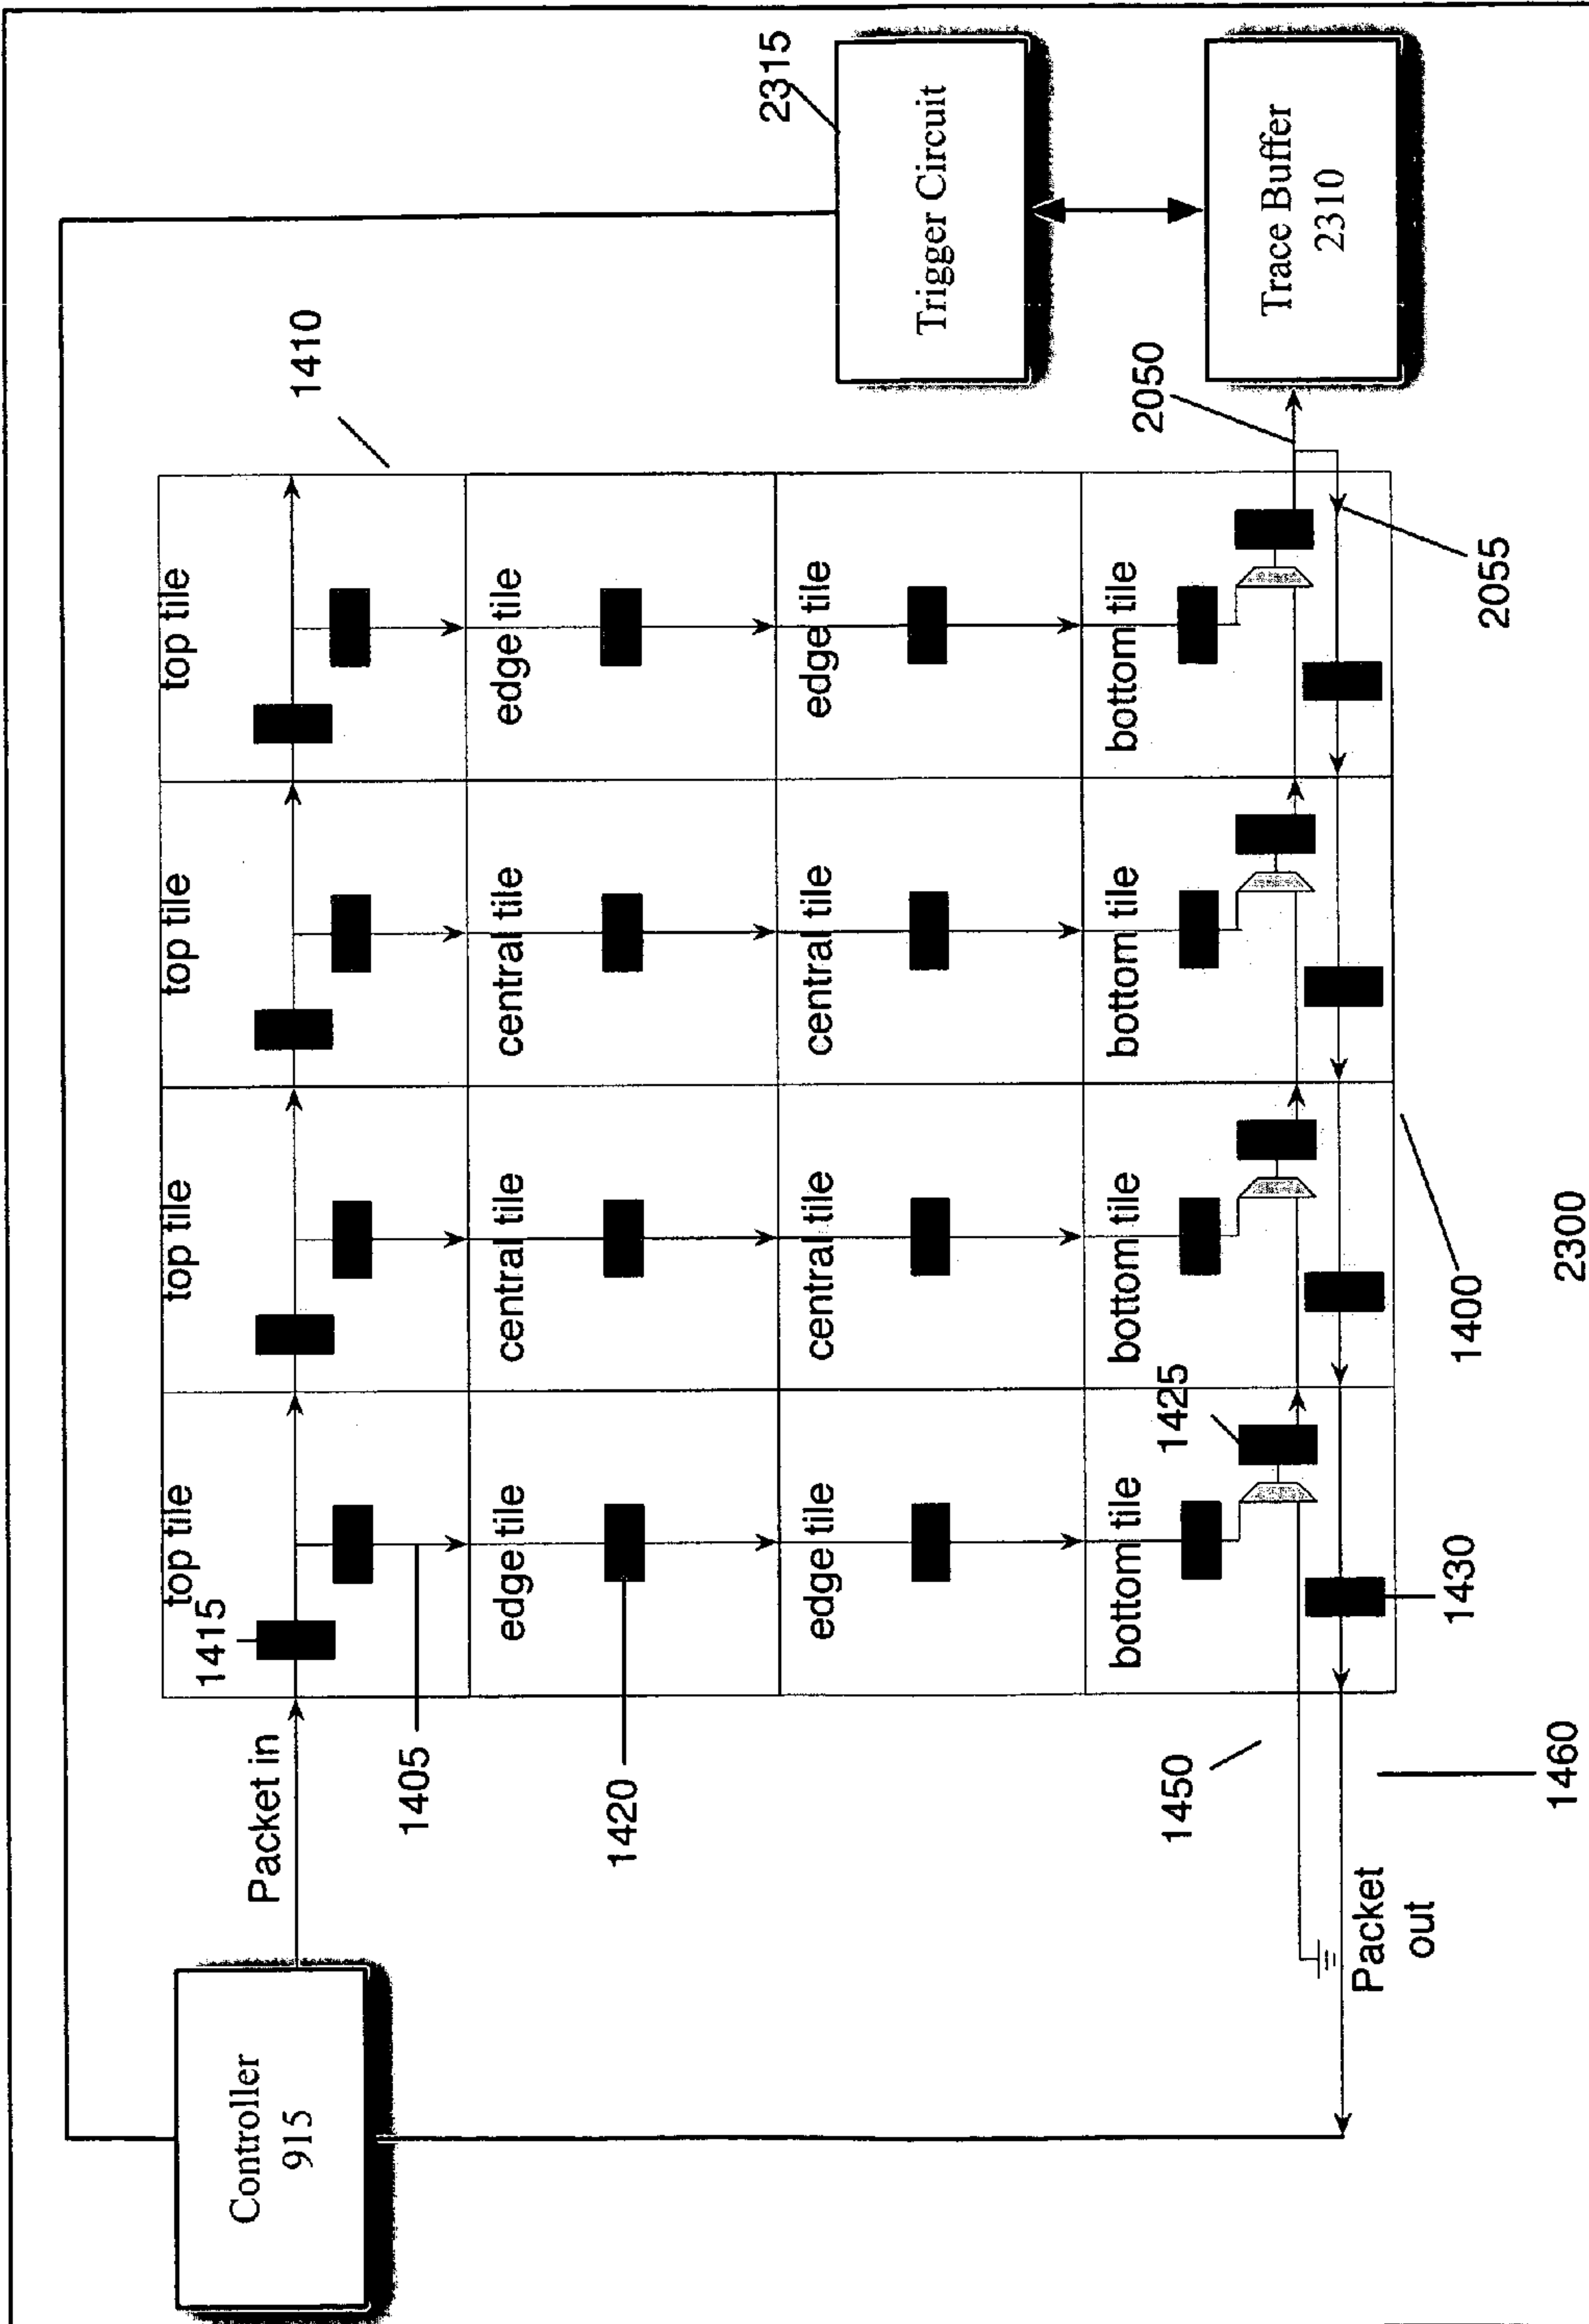 Controller
915
Packet in
1415
1405
1420
top tile
top tile
top tile
top tile
1410
edge tile
central tile
central tile
edge tile
edge tile
central tile
central tile
edge tile
bottom tile
bottom tile
bottom tile
bottom tile
1425
1450
Packet
out
1460
1430
1400
2055
2050
2315
Trigger Circuit
Trace Buffer
2310
2300